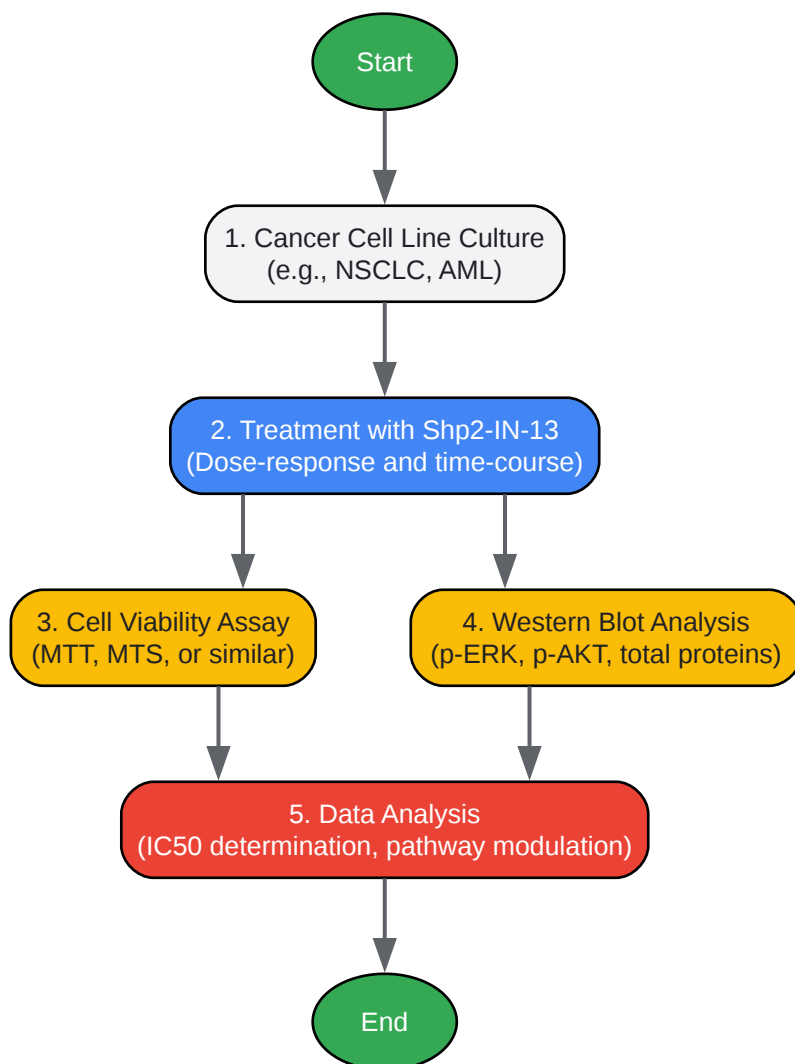 Start
1. Cancer Cell Line Culture
(e.g., NSCLC, AML)
2. Treatment with Shp2-IN-13
(Dose-response and time-course)
3. Cell Viability Assay
(MTT, MTS, or similar)
4. Western Blot Analysis
(p-ERK, p-AKT, total proteins)
5. Data Analysis
(IC50 determination, pathway modulation)
End